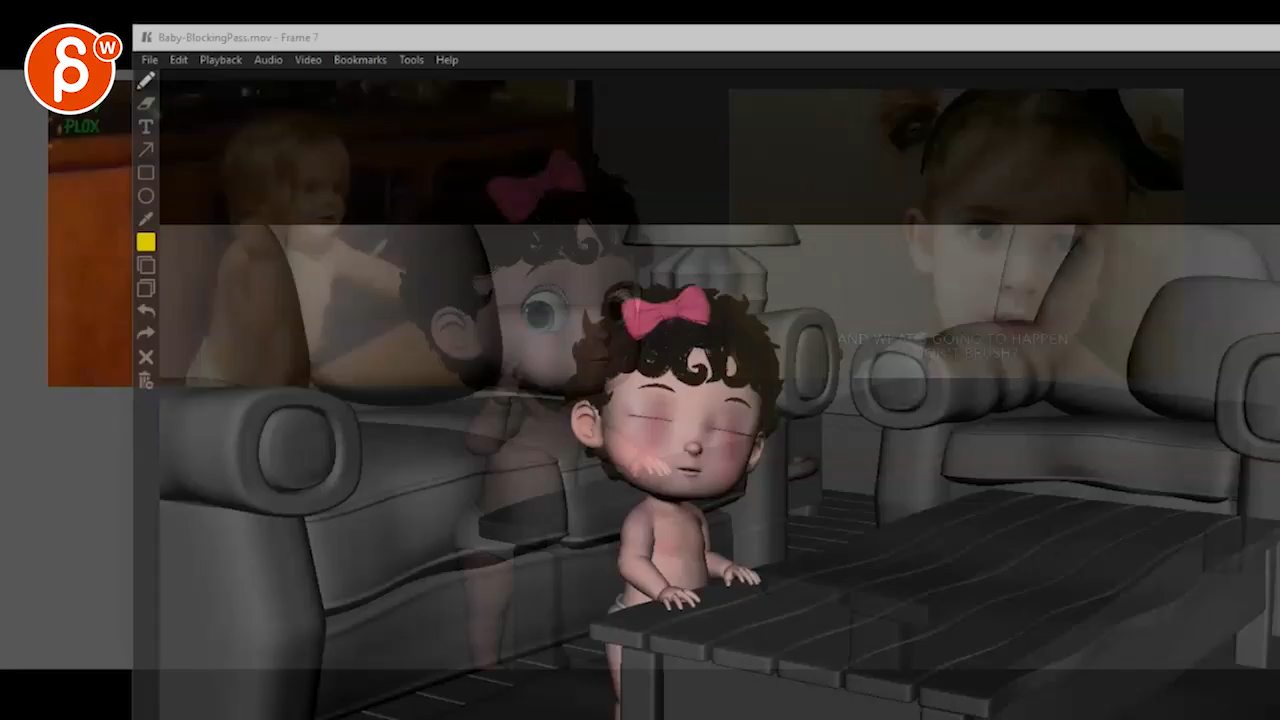 w
Baby-BlockingPass.mov - Frame 7
File Edit Playback Audio Video Bookmarks Tools Help
PLOX
AND WHAT'S GOING TO HAPPEN
BRUSH?